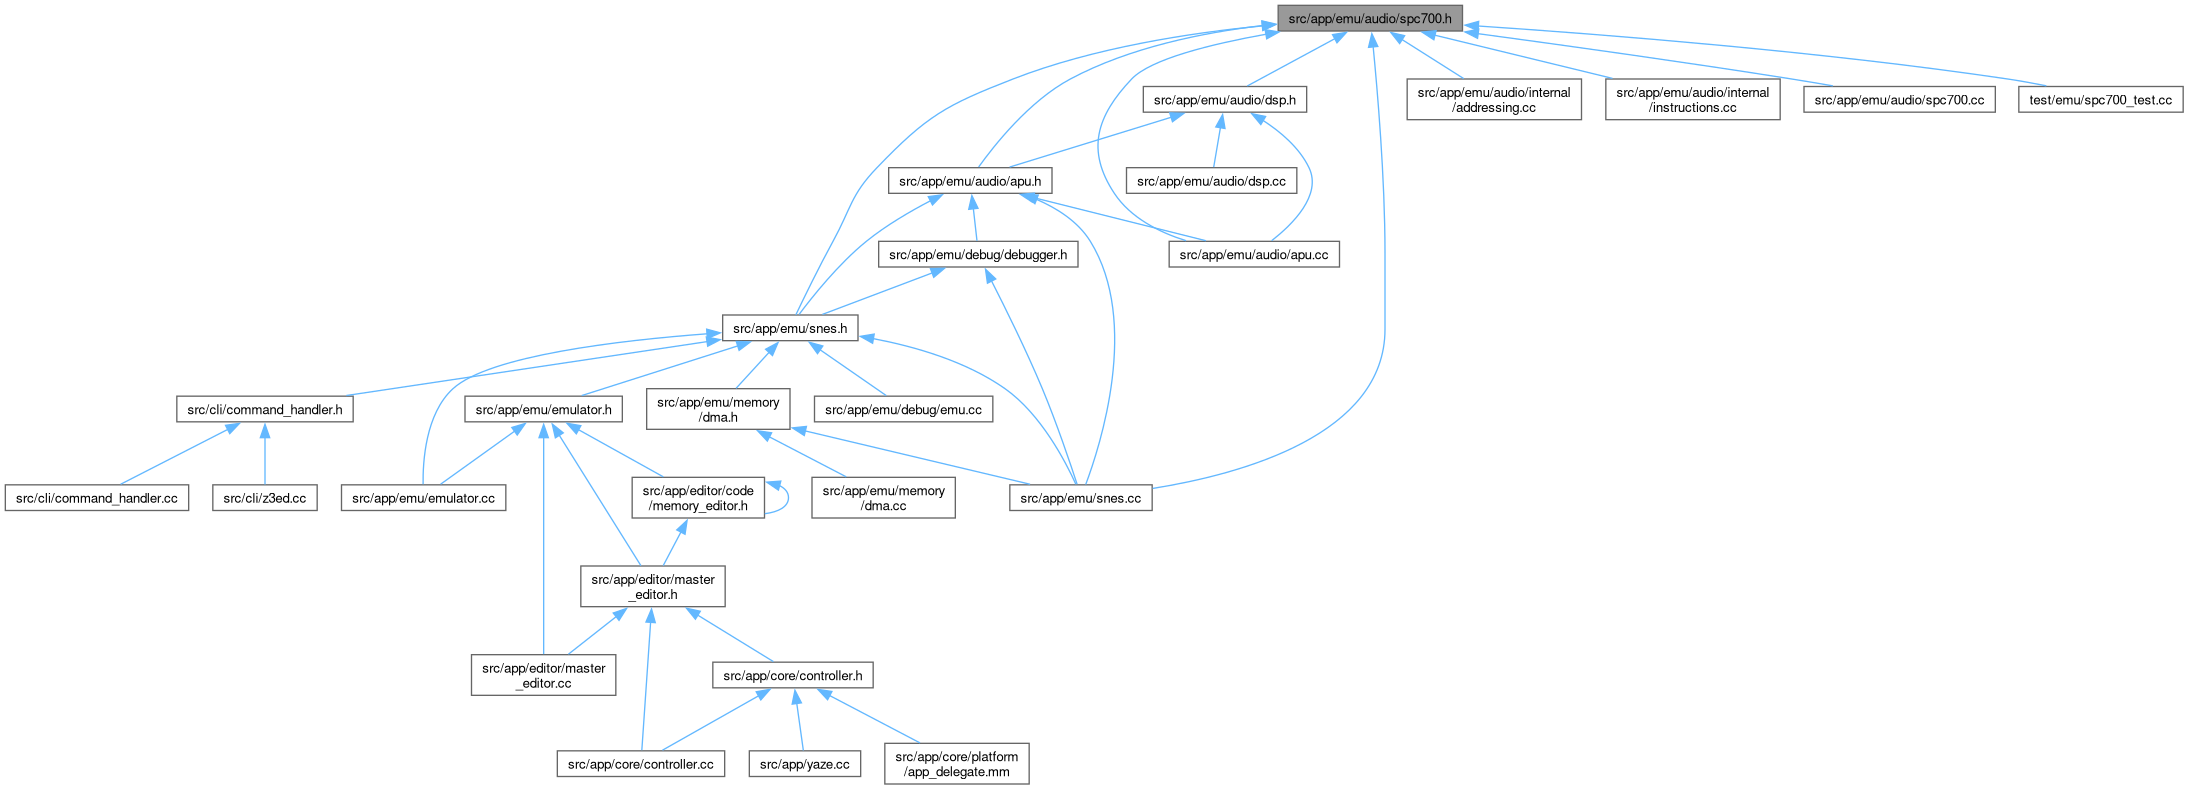 src/app/emu/audio/spc700.h
src/app/emu/audio/dsp.h
src/app/emu/audio/internal
/addressing.cc
src/app/emu/audio/internal
/instructions.cc
src/app/emu/audio/spc700.cc
test/emu/spc700_test.cc
src/app/emu/audio/apu.h
src/app/emu/audio/dsp.cc
src/app/emu/debug/debugger.h
src/app/emu/audio/apu.cc
src/app/emu/snes.h
src/cli/command_handler.h
src/app/emu/emulator.h
src/app/emu/memory
/dma.h
src/app/emu/debug/emu.cc
src/cli/command_handler.cc
src/cli/z3ed.cc
src/app/emu/emulator.cc
src/app/editor/code
/memory_editor.h
src/app/emu/memory
/dma.cc
src/app/emu/snes.cc
src/app/editor/master
_editor.h
src/app/editor/master
_editor.cc
src/app/core/controller.h
src/app/core/controller.cc
src/app/yaze.cc
src/app/core/platform
/app_delegate.mm